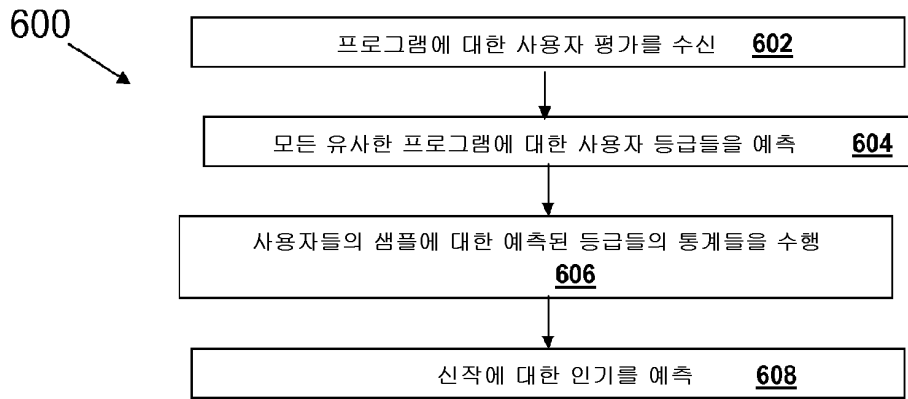 600
프로그램에 대한 사용자 평가를 수신 602
모든 유사한 프로그램에 대한 사용자 등급들을 예측 604
사용자들의 샘플에 대한 예측된 등급들의 통계들을 수행
606
신작에 대한 인기를 예측 608